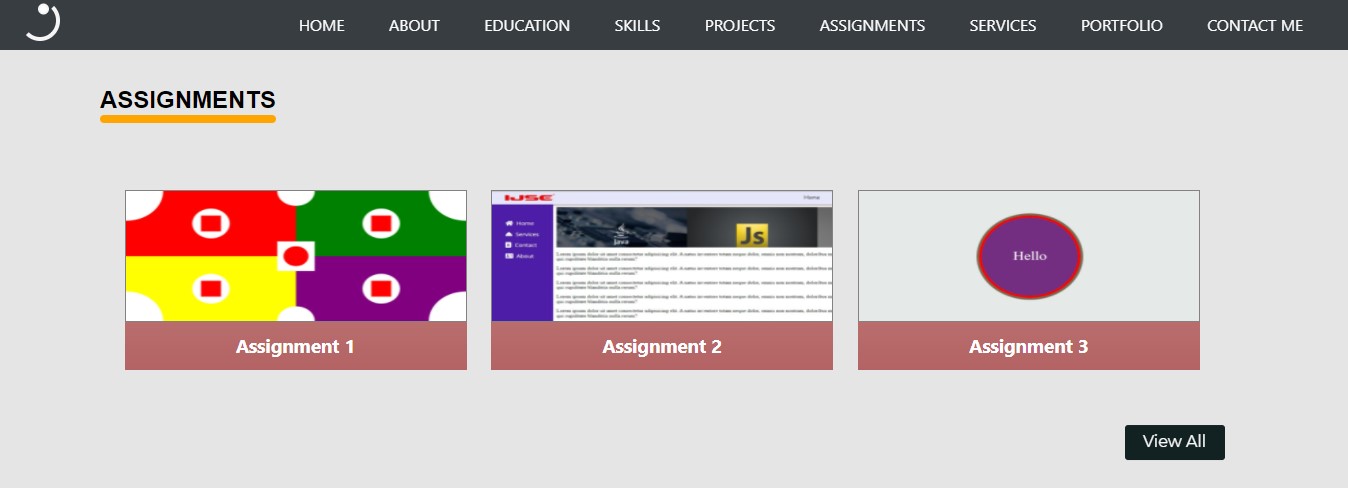 HOME ABOUT EDUCATION SKILLS PROJECTS ASSIGNMENTS SERVICES PORTFOLIO CONTACT ME
ASSIGNMENTS
IJSE
Home
Home
Services
Contact
About
Java
Js
Hello
Assignment 1 Assignment 2 Assignment 3
View All